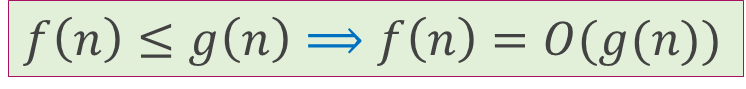 f(n) ≤ g(n) ⟹ f(n) = O(g(n))